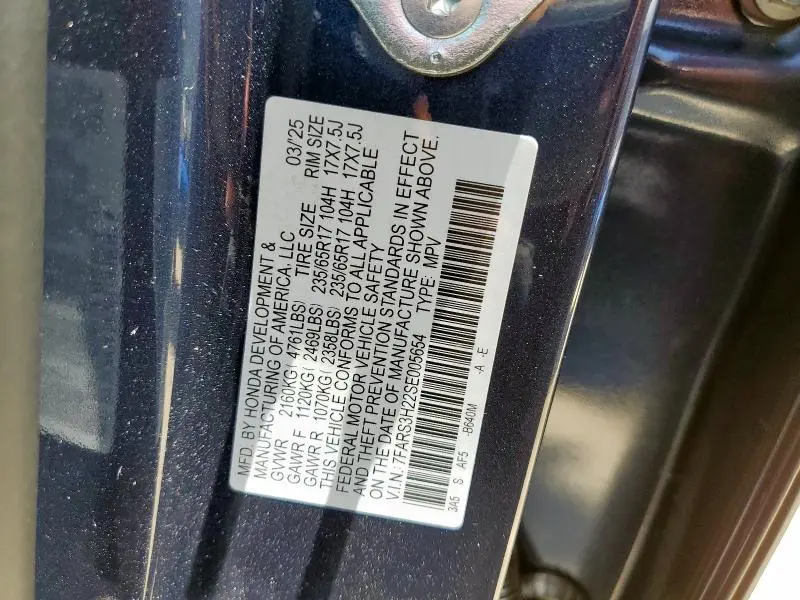 MFD. BY HONDA DEVELOPMENT & 03/'25
MANUFACTURING OF AMERICA, LLC
GVWR 2160KG( 4761LBS) TIRE SIZE RIM SIZE
GAWR F 1120KG( 2469LBS) 235/65R17 104H 17X7.5J
GAWR R 1070KG( 2358LBS) 235/65R17 104H 17X7.5J
THIS VEHICLE CONFORMS TO ALL APPLICABLE
FEDERAL MOTOR VEHICLE SAFETY
AND THEFT PREVENTION STANDARDS IN EFFECT
ON THE DATE OF MANUFACTURE SHOWN ABOVE.
V.I.N.: 7FARS3H22SE005654 TYPE: MPV
3A5 S AF5 -B640M -A -E